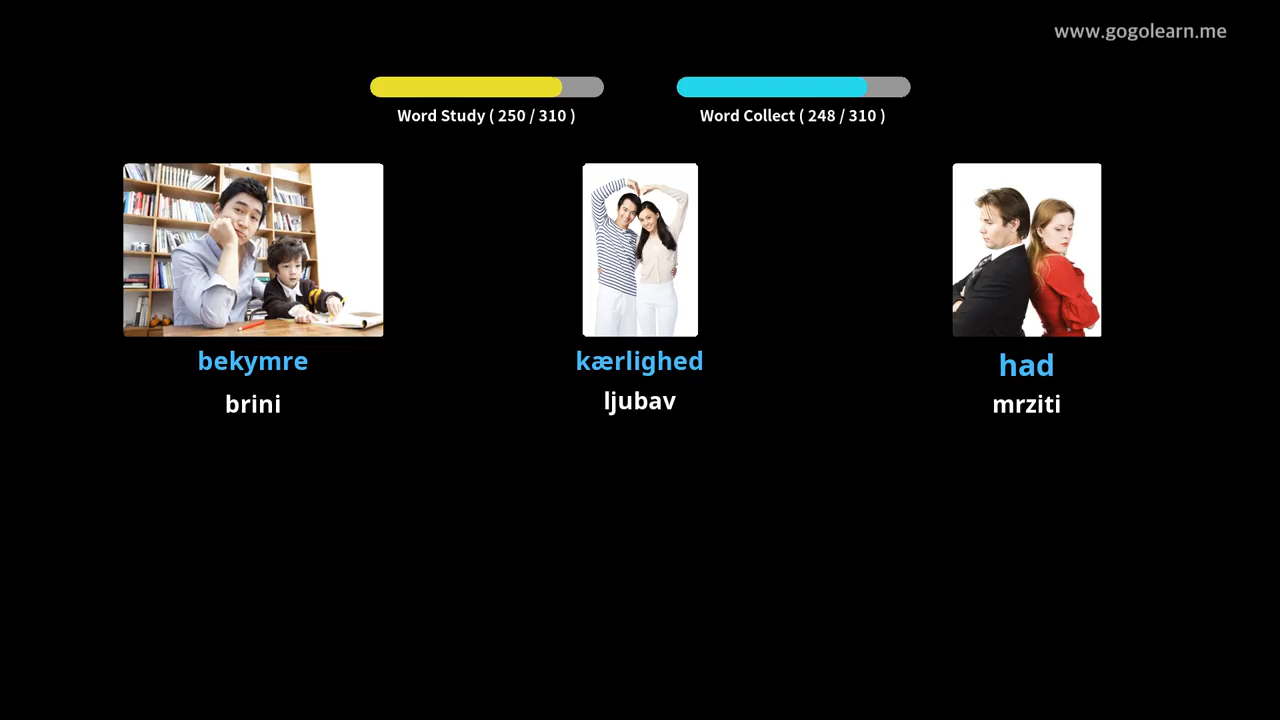 www.gogolearn.me
Word Study ( 250 / 310 )
Word Collect ( 248 / 310 )
bekymre
brini
kærlighed
ljubav
had
mrziti